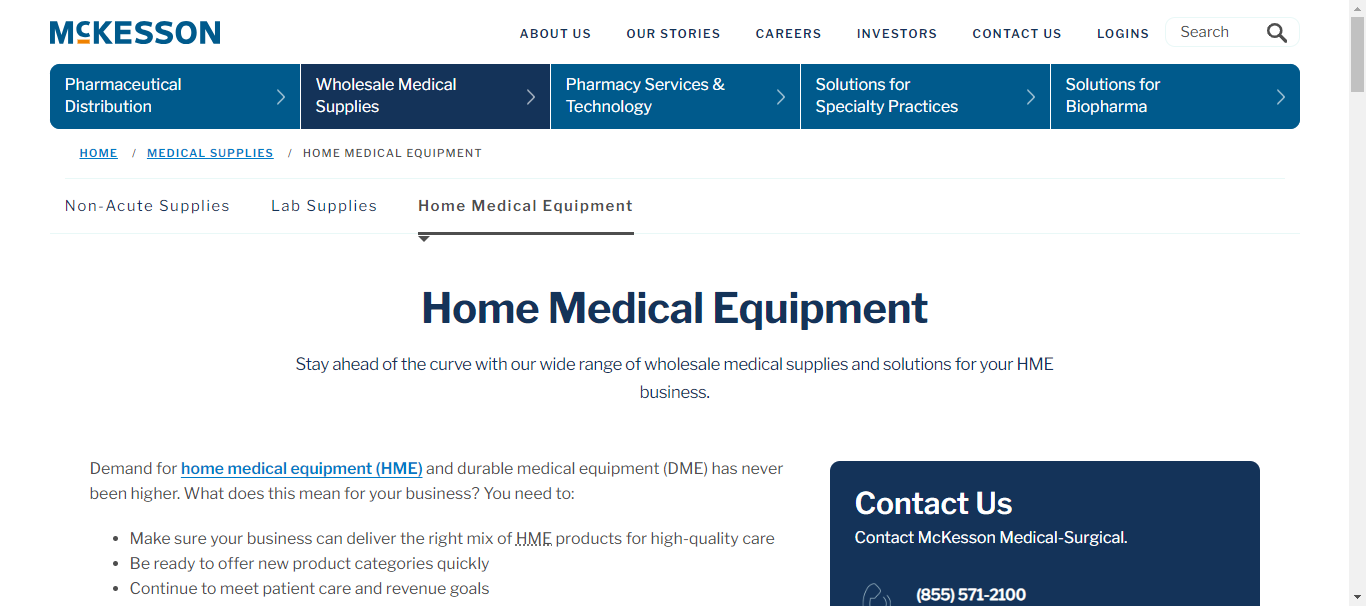 McKESSON
ABOUT US
OUR STORIES
CAREERS
INVESTORS
CONTACT US
LOGINS
Search
Pharmaceutical
Distribution
Wholesale Medical
Supplies
Pharmacy Services &
Technology
Solutions for
Specialty Practices
Solutions for
Biopharma
HOME / MEDICAL SUPPLIES / HOME MEDICAL EQUIPMENT
Non-Acute Supplies
Lab Supplies
Home Medical Equipment
Home Medical Equipment
Stay ahead of the curve with our wide range of wholesale medical supplies and solutions for your HME
business.
Demand for home medical equipment (HME) and durable medical equipment (DME) has never
been higher. What does this mean for your business? You need to:
• Make sure your business can deliver the right mix of HME products for high-quality care
• Be ready to offer new product categories quickly
• Continue to meet patient care and revenue goals
Contact Us
Contact McKesson Medical-Surgical.
(855) 571-2100